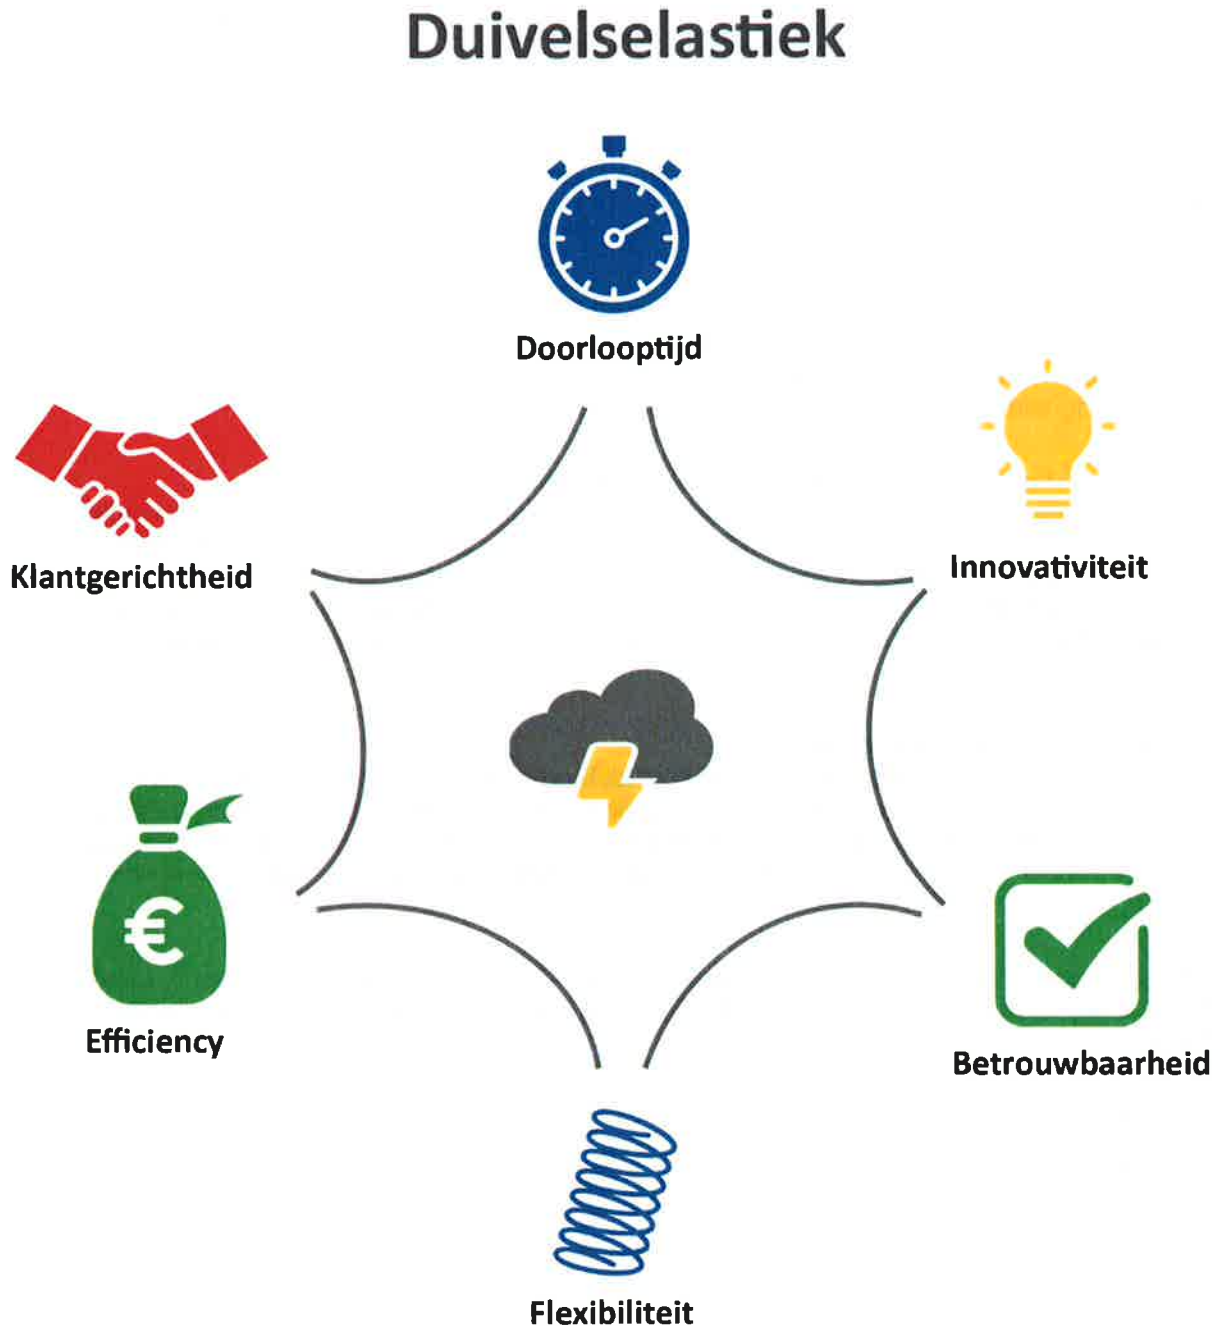 Duivelselastiek
Doorlooptijd
Innovativiteit
Klantgerichtheid
€
Efficiency
Betrouwbaarheid
Flexibiliteit